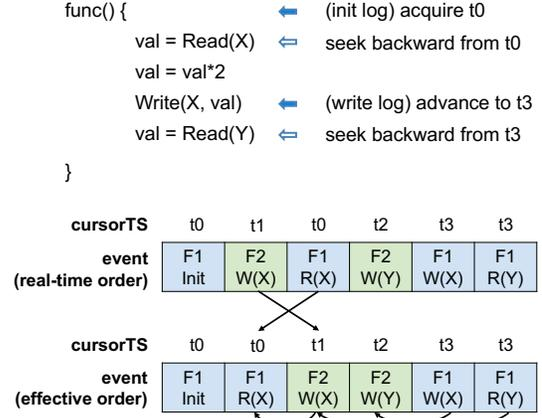 func() { (init log) acquire t0
val = Read(X) seek backward from t0
val = val*2
Write(X, val) (write log) advance to t3
val = Read(Y) seek backward from t3
}
cursorTS t0 t1 t0 t2 t3 t3
event F1 F2 F1 F2 F1 F1
(real-time order) Init W(X) R(X) W(Y) W(X) R(Y)
cursorTS t0 t0 t1 t2 t3 t3
event F1 F1 F2 F2 F1 F1
(effective order) Init R(X) W(X) W(Y) W(X) R(Y)